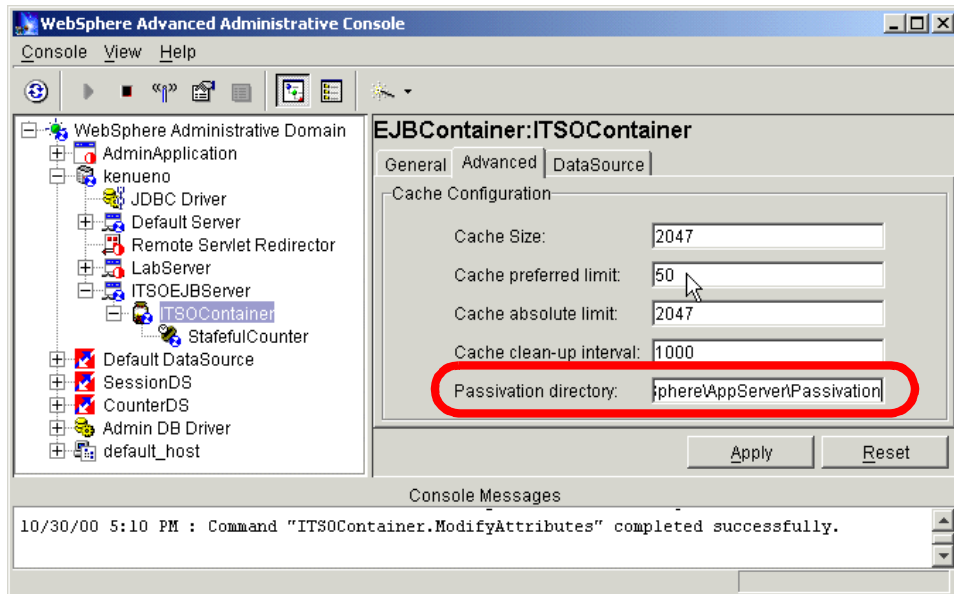 WebSphere Advanced Administrative Console
Console View Help
WebSphere Administrative Domain
AdminApplication
kenueno
JDBC Driver
Default Server
Remote Servlet Redirector
LabServer
ITSOEJBServer
ITSOContainer
StafefulCounter
Default DataSource
SessionDS
CounterDS
Admin DB Driver
default_host
EJBContainer:ITSOContainer
General Advanced DataSource
Cache Configuration
Cache Size: 2047
Cache preferred limit: 50
Cache absolute limit: 2047
Cache clean-up interval: 1000
Passivation directory: phere\AppServer\Passivation
Apply Reset
Console Messages
10/30/00 5:10 PM : Command "ITSOContainer.ModifyAttributes" completed successfully.